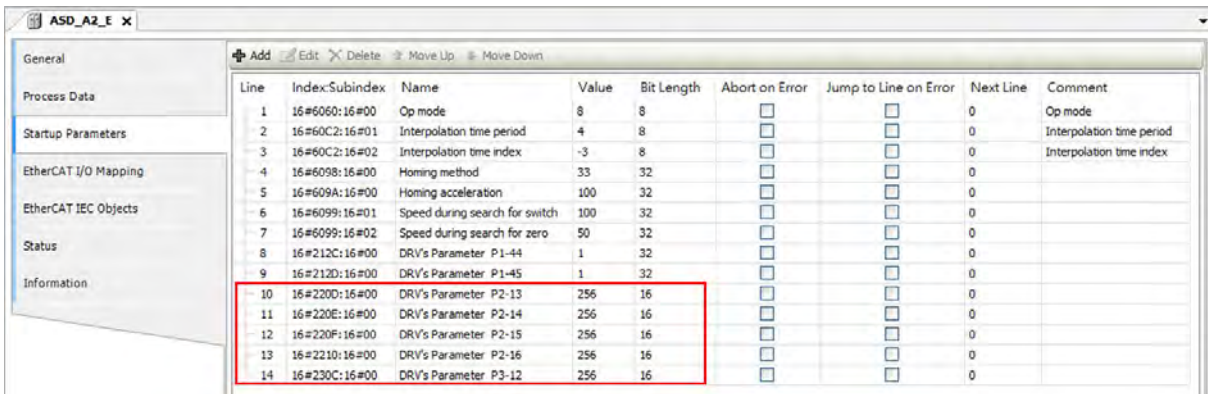 ASD_A2_E X
General
Process Data
Startup Parameters
EtherCAT I/O Mapping
EtherCAT IEC Objects
Status
Information
Add Edit Delete Move Up Move Down
Line Index:Subindex Name Value Bit Length Abort on Error Jump to Line on Error Next Line Comment
1 16#6060:16#00 Op mode 8 8 0 Op mode
2 16#60C2:16#01 Interpolation time period 4 8 0 Interpolation time period
3 16#60C2:16#02 Interpolation time index -3 8 0 Interpolation time index
4 16#6098:16#00 Homing method 33 32 0
5 16#609A:16#00 Homing acceleration 100 32 0
6 16#6099:16#01 Speed during search for switch 100 32 0
7 16#6099:16#02 Speed during search for zero 50 32 0
8 16#212C:16#00 DRV's Parameter P1-44 1 32 0
9 16#212D:16#00 DRV's Parameter P1-45 1 32 0
10 16#220D:16#00 DRV's Parameter P2-13 256 16 0
11 16#220E:16#00 DRV's Parameter P2-14 256 16 0
12 16#220F:16#00 DRV's Parameter P2-15 256 16 0
13 16#2210:16#00 DRV's Parameter P2-16 256 16 0
14 16#230C:16#00 DRV's Parameter P3-12 256 16 0